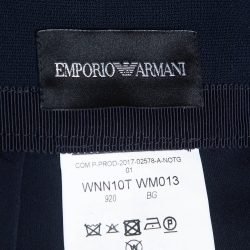 EMPORIO ARMANI
COM P-PROD-2017-02578-A-NOTG
01
WNN10T WM013
920 BG